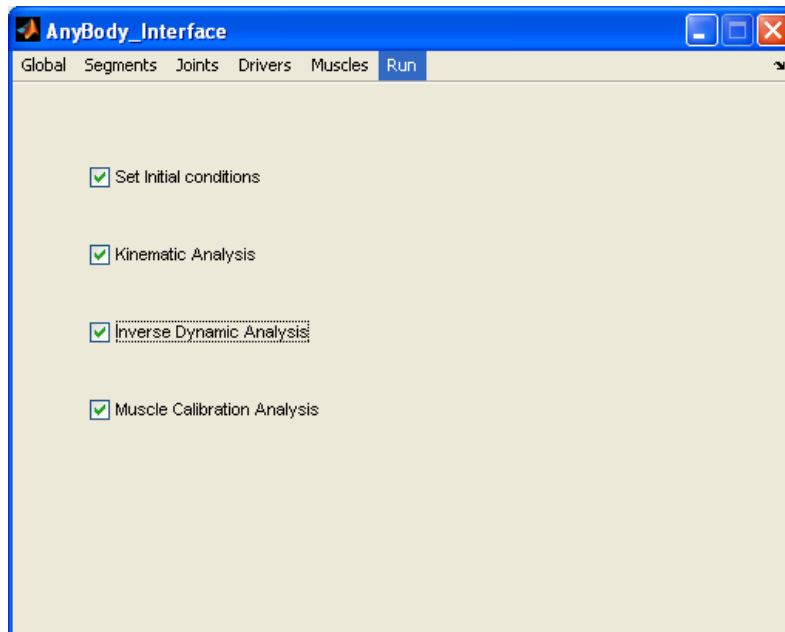 AnyBody_Interface
Global Segments Joints Drivers Muscles Run
Set Initial conditions
Kinematic Analysis
Inverse Dynamic Analysis
Muscle Calibration Analysis